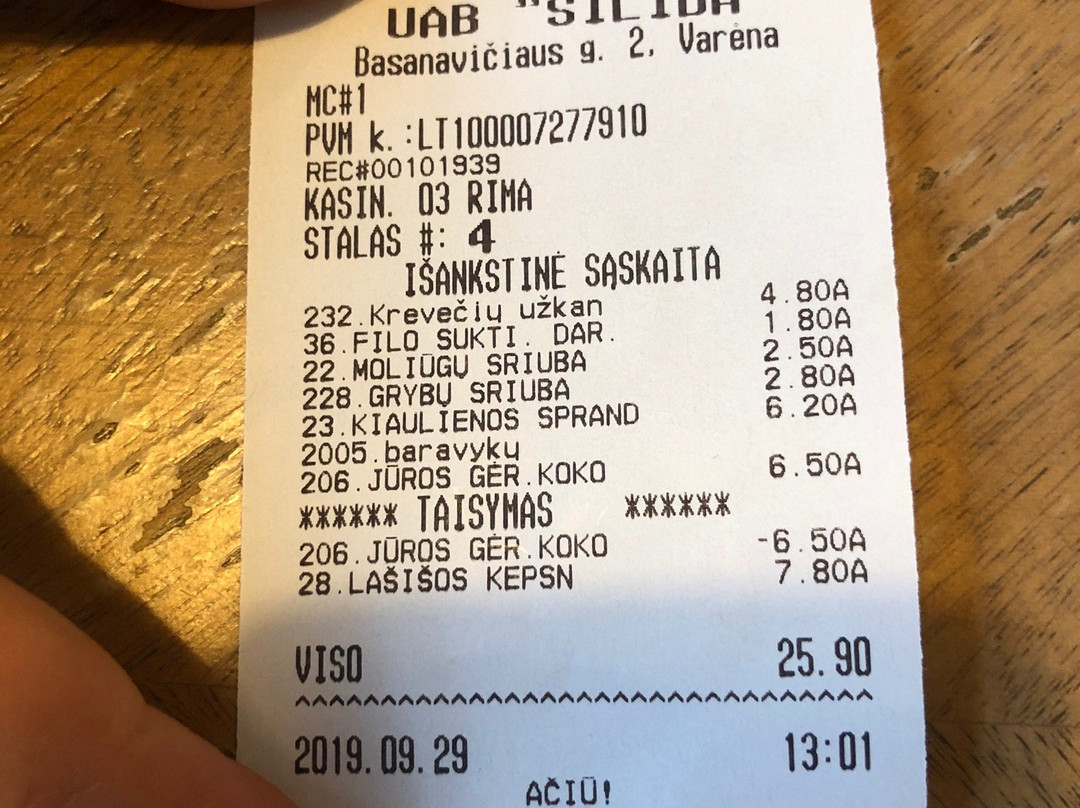 UAB
Basanavičiaus g. 2, Varėna
MC#1
PVM k. :LT100007277910
REC#00101939
KASIN. 03 RIMA
STALAS #: 4
IŠANKSTINĖ SĄSKAITA
232.Krevečių užkan 4.80A
36.FILO SUKTI. DAR. 1.80A
22.MOLIŪGŲ SRIUBA 2.50A
228.GRYBŲ SRIUBA 2.80A
23.KIAULIENOS SPRAND 6.20A
2005.baravykų
206.JŪROS GĖR.KOKO 6.50A
****** TAISYMAS ******
206.JŪROS GĖR.KOKO -6.50A
28.LAŠIŠOS KEPSN 7.80A
VISO 25.90
^^^^^^^^^^^^^^^^^^^^^^^^^^^^^^^^^^^^
2019.09.29 13:01
AČIŪ!